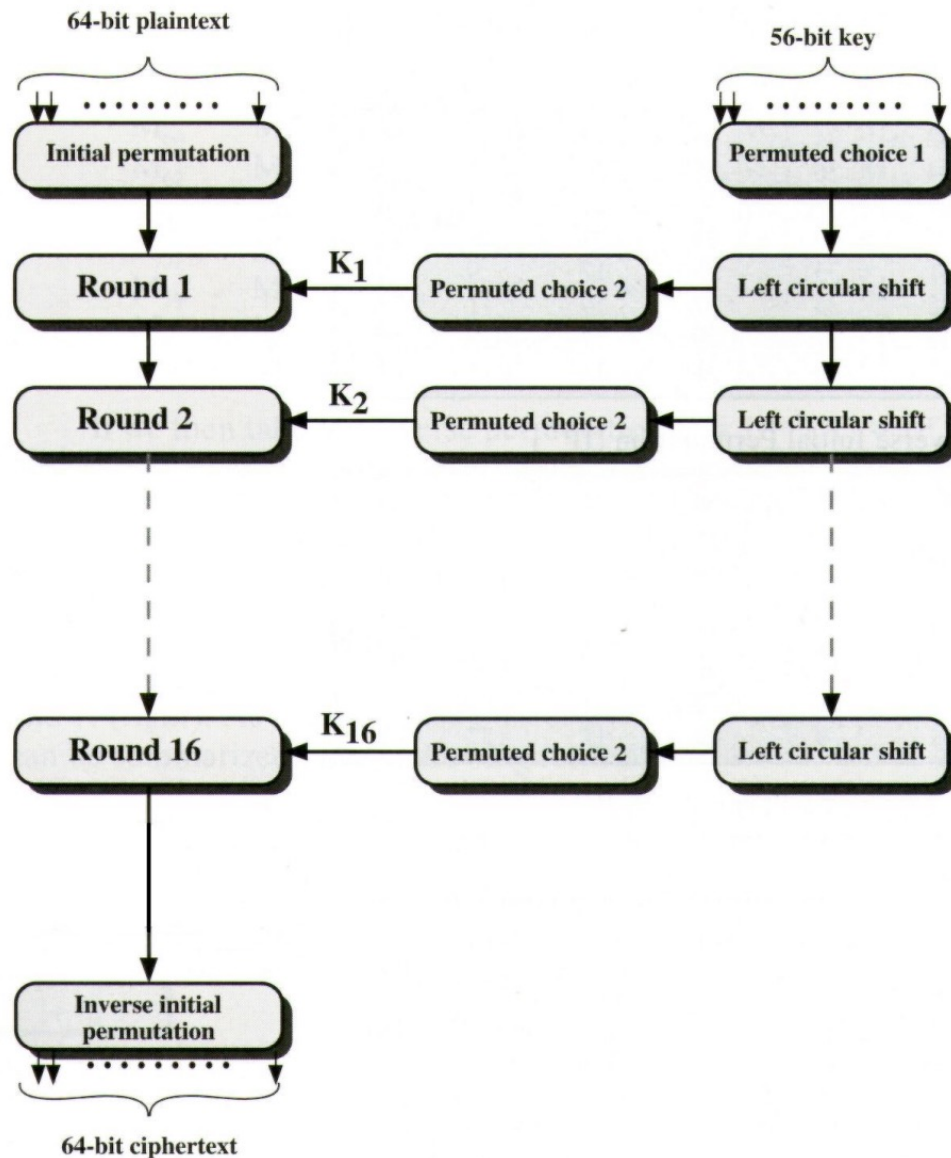 64-bit plaintext
56-bit key
Initial permutation
Permuted choice 1
Round 1
K1
Permuted choice 2
Left circular shift
Round 2
K2
Permuted choice 2
Left circular shift
Round 16
K16
Permuted choice 2
Left circular shift
Inverse initial
permutation
64-bit ciphertext